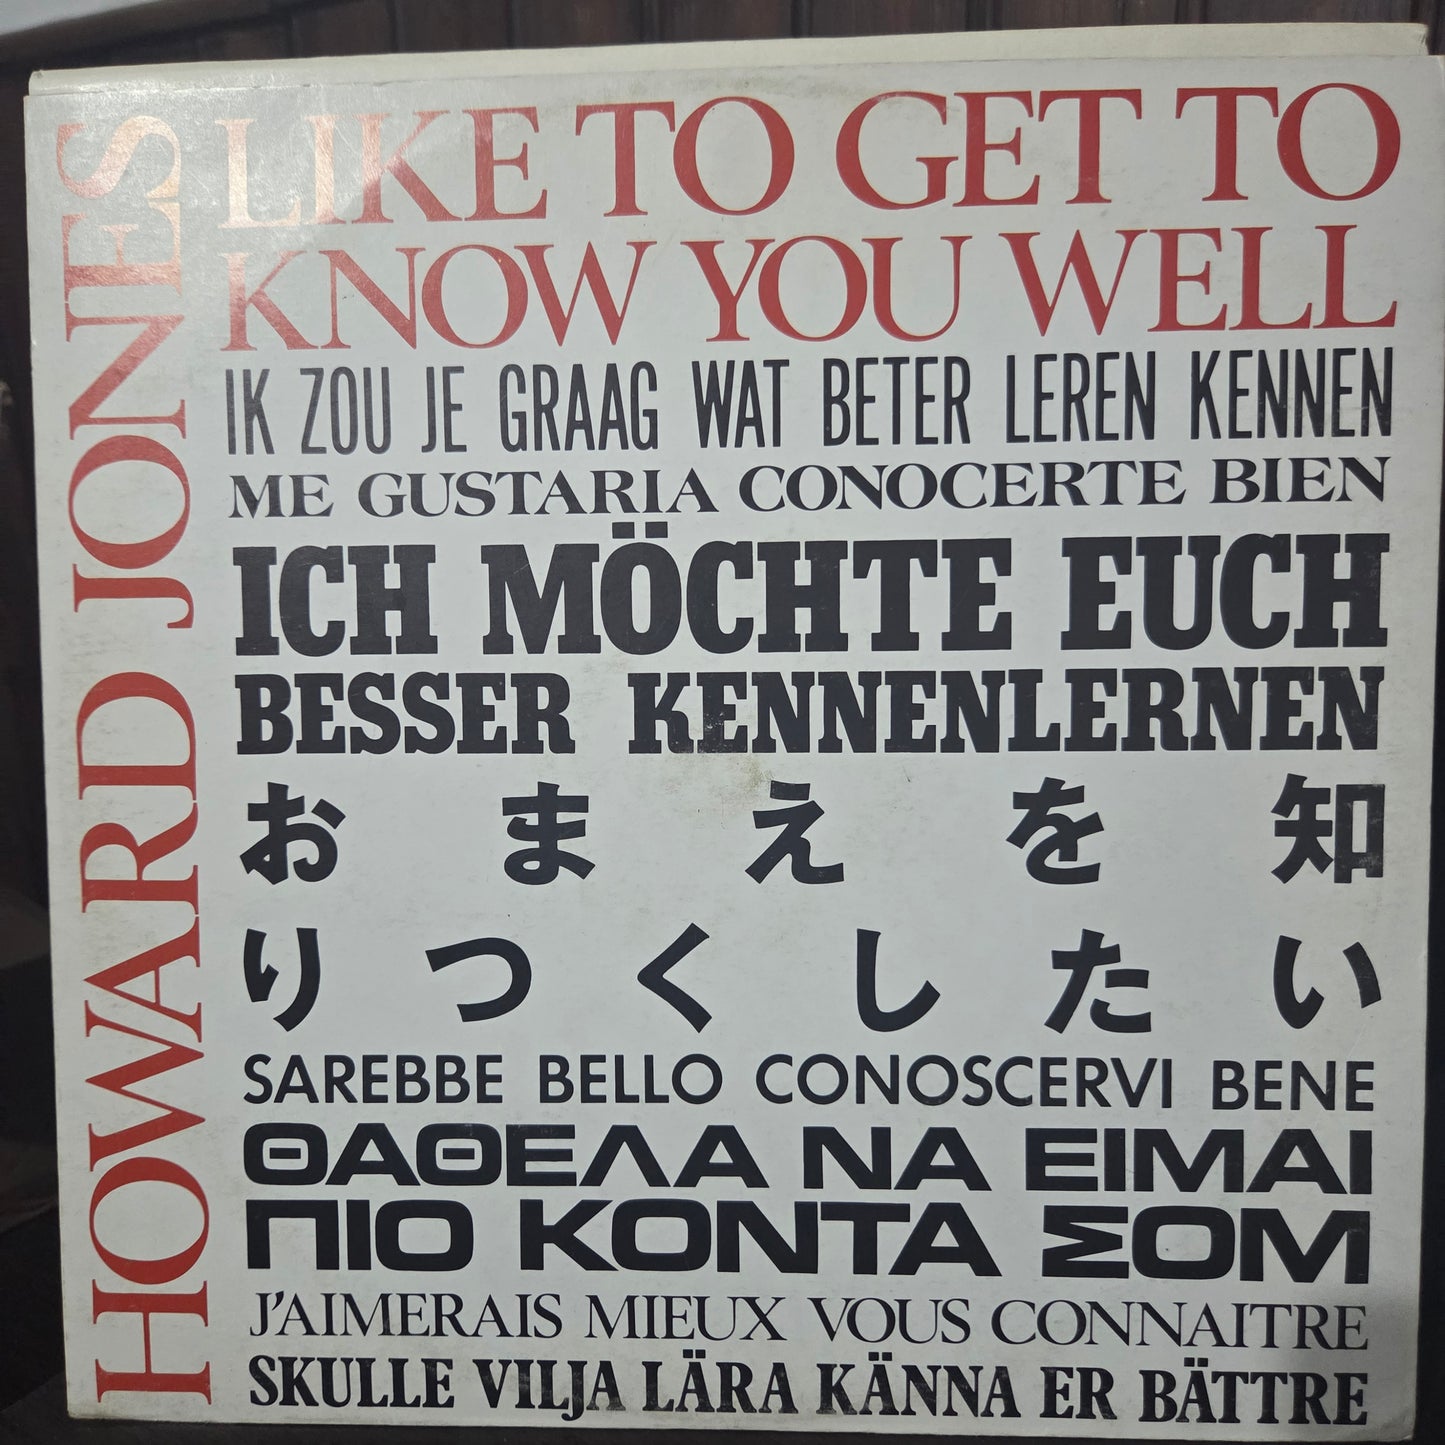 HOWARD JONES
LIKE TO GET TO
KNOW YOU WELL
IK ZOU JE GRAAG WAT BETER LEREN KENNEN
ME GUSTARIA CONOCERTE BIEN
ICH MÖCHTE EUCH
BESSER KENNENLERNEN
おまえを知
りつくしたい
SAREBBE BELLO CONOSCERVI BENE
ΘΑΘΕΛΑ ΝΑ ΕΙΜΑΙ
ΠΙΟ ΚΟΝΤΑ ΣΟΜ
J'AIMERAIS MIEUX VOUS CONNAITRE
SKULLE VILJA LÄRA KÄNNA ER BÄTTRE